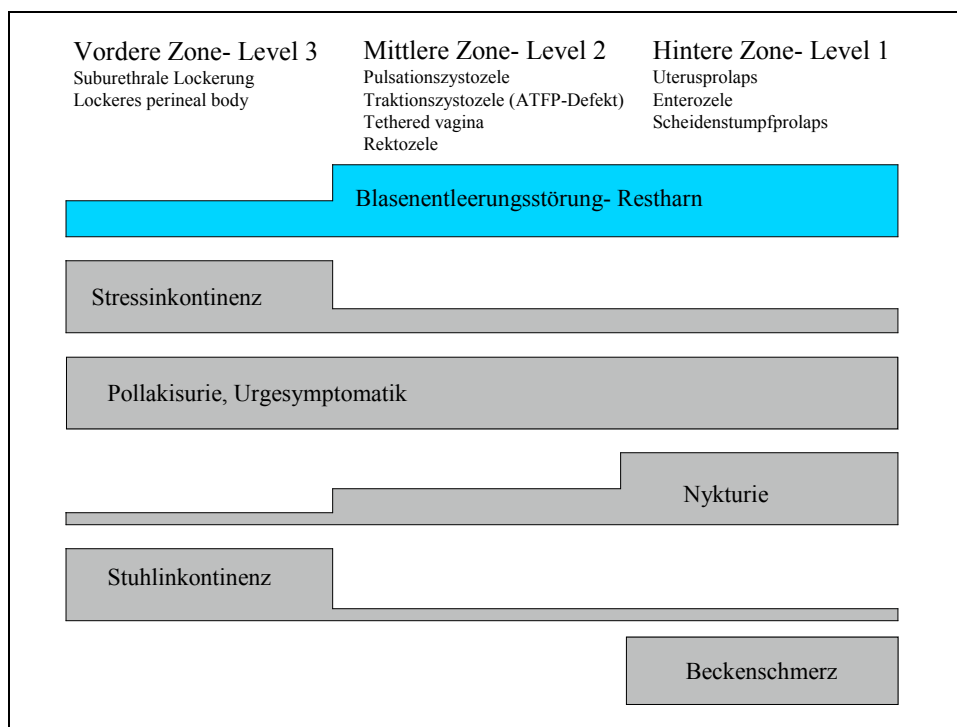 Vordere Zone- Level 3
Suburethrale Lockerung
Lockeres perineal body
Mittlere Zone- Level 2
Pulsationszystozele
Traktionszystozele (ATFP-Defekt)
Tethered vagina
Rektozele
Hintere Zone- Level 1
Uterusprolaps
Enterozele
Scheidenstumpfprolaps
Blasenentleerungsstörung- Restharn
Stressinkontinenz
Pollakisurie, Urgesymptomatik
Nykturie
Stuhlinkontinenz
Beckenschmerz